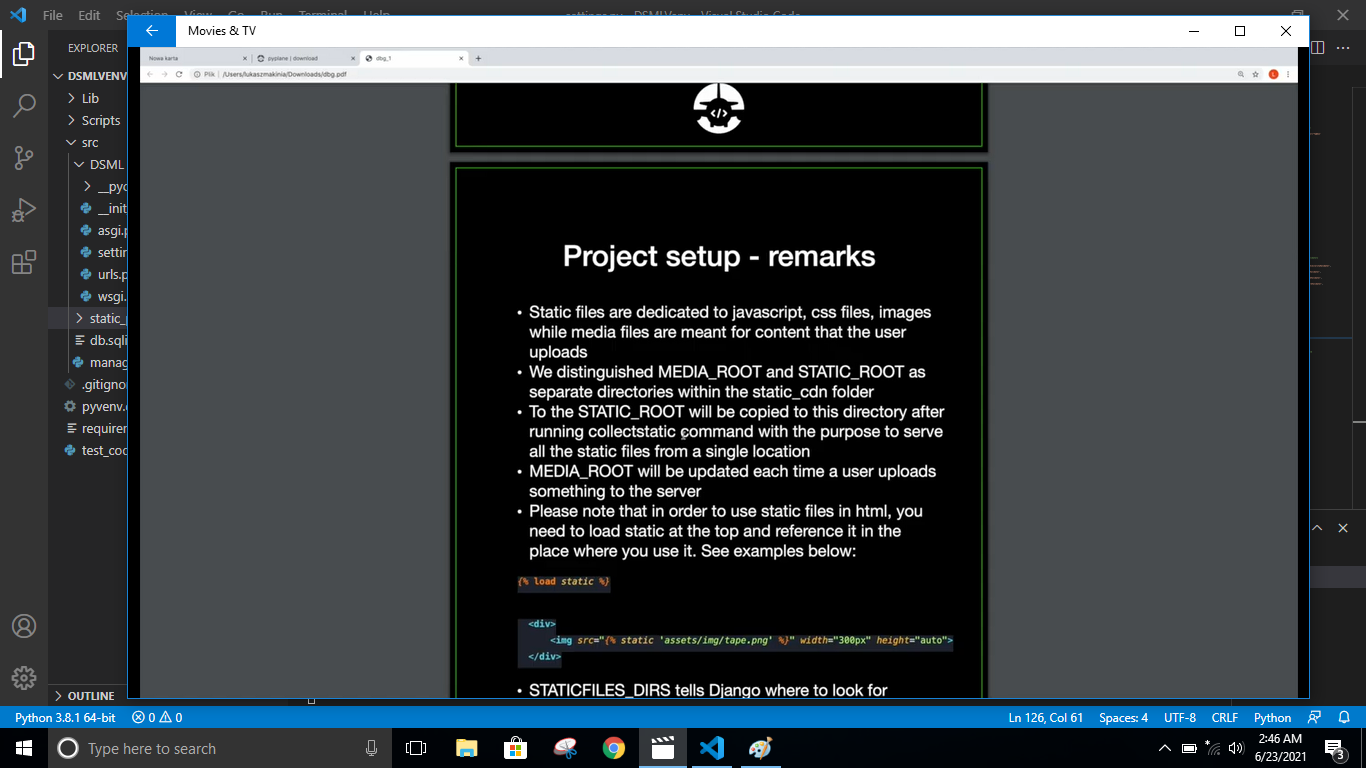 File Edit Selection View Go Run Terminal Help
Movies & TV
EXPLORER
Nowa karta
pyplane | download
dbg_1
Plik | /Users/lukaszmakinia/Downloads/dbg.pdf
DSMLVENV
Lib
Scripts
src
DSML
__pyc
__init
asgi.p
settin
urls.p
wsgi.
static_
db.sqli
manag
.gitigno
pyvenv.
require
test_coo
OUTLINE
</>
Project setup - remarks
• Static files are dedicated to javascript, css files, images
while media files are meant for content that the user
uploads
• We distinguished MEDIA_ROOT and STATIC_ROOT as
separate directories within the static_cdn folder
• To the STATIC_ROOT will be copied to this directory after
running collectstatic command with the purpose to serve
all the static files from a single location
• MEDIA_ROOT will be updated each time a user uploads
something to the server
• Please note that in order to use static files in html, you
need to load static at the top and reference it in the
place where you use it. See examples below:
{% load static %}
<div>
<img src="{% static 'assets/img/tape.png' %}" width="300px" height="auto">
</div>
• STATICFILES_DIRS tells Django where to look for
Python 3.8.1 64-bit 0 0 Ln 126, Col 61 Spaces: 4 UTF-8 CRLF Python
Type here to search
2:46 AM
6/23/2021
3